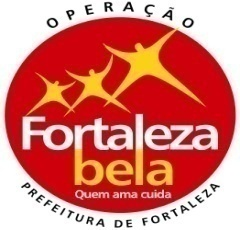 OPERAÇÃO
Fortaleza
bela
Quem ama cuida
PREFEITURA DE FORTALEZA